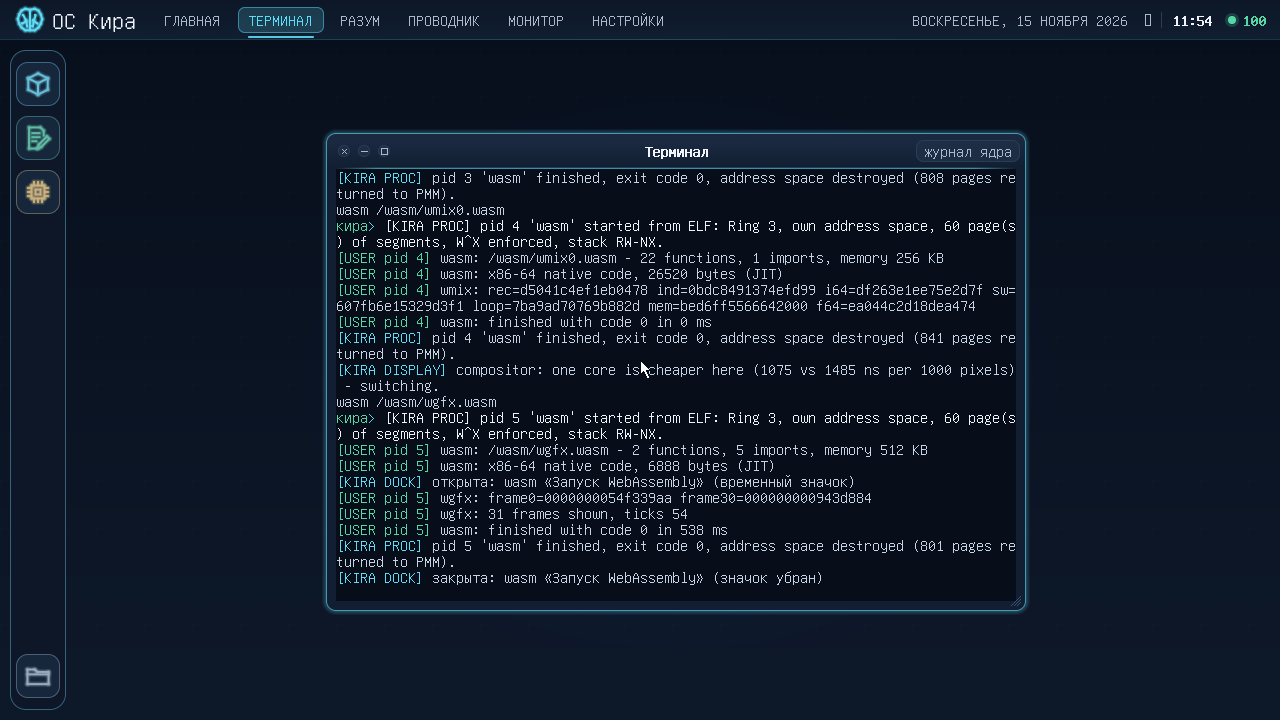 ОС Кира
ГЛАВНАЯ
ТЕРМИНАЛ
РАЗУМ
ПРОВОДНИК
МОНИТОР
НАСТРОЙКИ
ВОСКРЕСЕНЬЕ, 15 НОЯБРЯ 2026
11:54
100
Терминал
журнал ядра
[KIRA PROC] pid 3 'wasm' finished, exit code 0, address space destroyed (808 pages re
turned to PMM).
wasm /wasm/wmix0.wasm
кира> [KIRA PROC] pid 4 'wasm' started from ELF: Ring 3, own address space, 60 page(s
) of segments, W^X enforced, stack RW-NX.
[USER pid 4] wasm: /wasm/wmix0.wasm - 22 functions, 1 imports, memory 256 KB
[USER pid 4] wasm: x86-64 native code, 26520 bytes (JIT)
[USER pid 4] wmix: rec=d5041c4ef1eb0478 ind=0bdc8491374efd99 i64=df263e1ee75e2d7f sw=
607fb6e15329d3f1 loop=7ba9ad70769b882d mem=bed6ff5566642000 f64=ea044c2d18dea474
[USER pid 4] wasm: finished with code 0 in 0 ms
[KIRA PROC] pid 4 'wasm' finished, exit code 0, address space destroyed (841 pages re
turned to PMM).
[KIRA DISPLAY] compositor: one core is cheaper here (1075 vs 1485 ns per 1000 pixels)
- switching.
wasm /wasm/wgfx.wasm
кира> [KIRA PROC] pid 5 'wasm' started from ELF: Ring 3, own address space, 60 page(s
) of segments, W^X enforced, stack RW-NX.
[USER pid 5] wasm: /wasm/wgfx.wasm - 2 functions, 5 imports, memory 512 KB
[USER pid 5] wasm: x86-64 native code, 6888 bytes (JIT)
[KIRA DOCK] открыта: wasm «Запуск WebAssembly» (временный значок)
[USER pid 5] wgfx: frame0=0000000054f339aa frame30=000000000943d884
[USER pid 5] wgfx: 31 frames shown, ticks 54
[USER pid 5] wasm: finished with code 0 in 538 ms
[KIRA PROC] pid 5 'wasm' finished, exit code 0, address space destroyed (801 pages re
turned to PMM).
[KIRA DOCK] закрыта: wasm «Запуск WebAssembly» (значок убран)